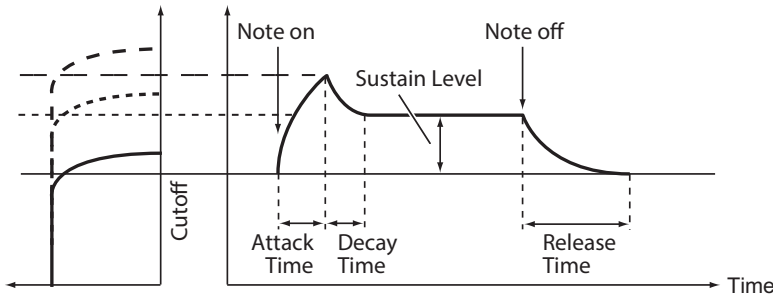 Note on
Note off
Sustain Level
Cutoff
Attack
Time
Decay
Time
Release
Time
Time